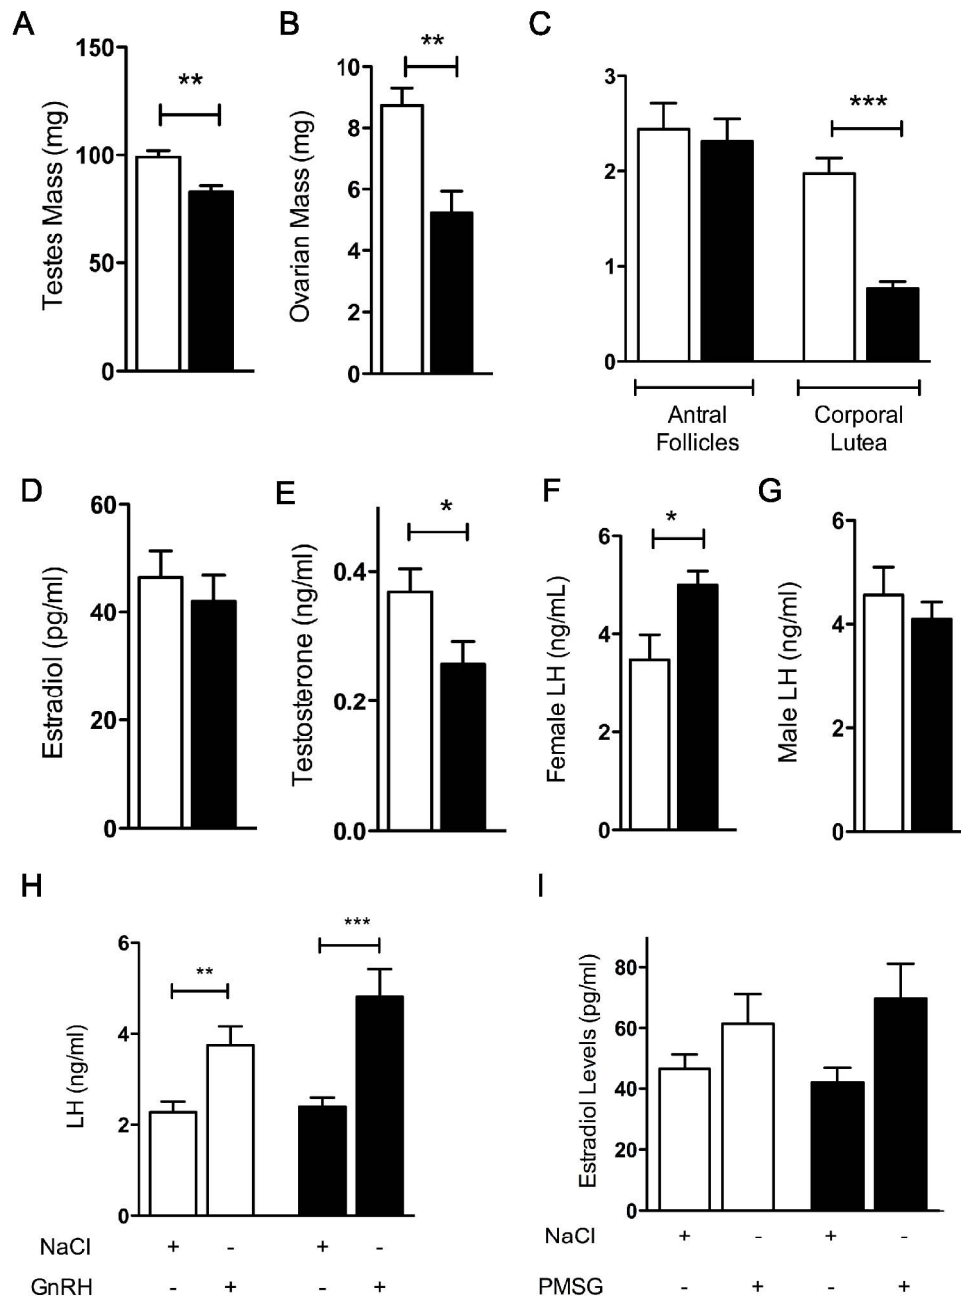 A
150
100
50
0
Testes Mass (mg)
**
B
10
8
6
4
2
0
Ovarian Mass (mg)
**
C
3
2
1
0
***
Antral
Follicles
Corporal
Lutea
D
60
40
20
0
Estradiol (pg/ml)
E
0.4
0.2
0.0
Testosterone (ng/ml)
*
F
6
4
2
0
Female LH (ng/mL)
*
G
6
4
2
0
Male LH (ng/ml)
H
6
4
2
0
LH (ng/ml)
**
***
NaCl + - + -
GnRH - + - +
I
80
60
40
20
0
Estradiol Levels (pg/ml)
NaCl + - + -
PMSG - + - +